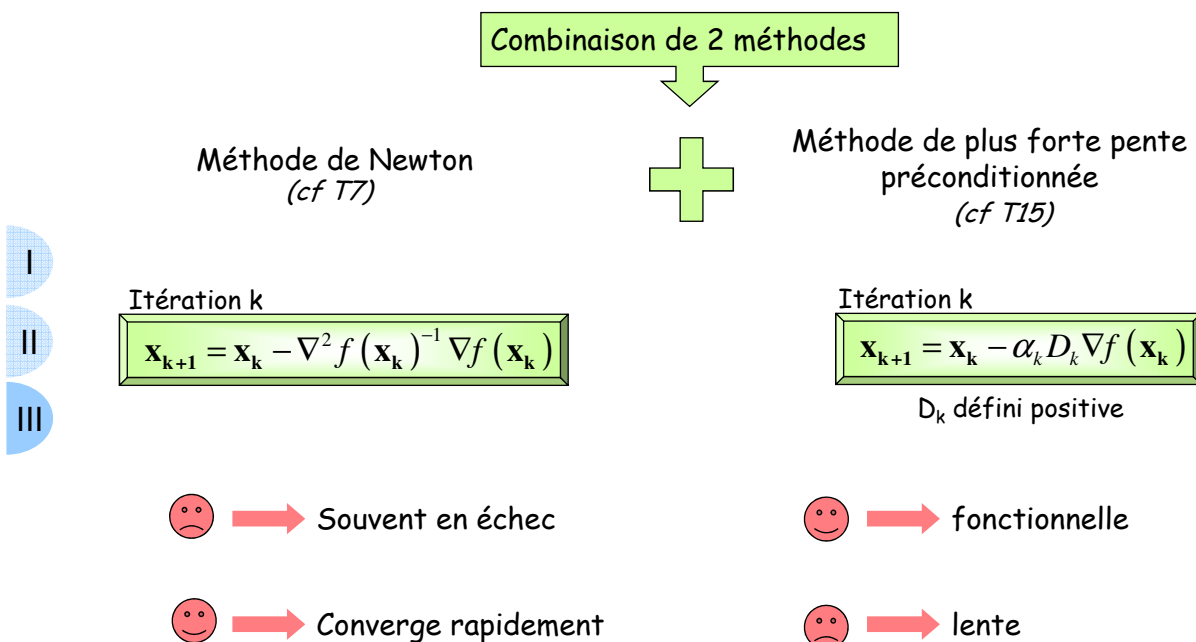 Combinaison de 2 méthodes
Méthode de Newton
(cf T7)
Méthode de plus forte pente
préconditionnée
(cf T15)
I
II
III
Itération k
x_{k+1} = x_k − ∇² f (x_k)^{−1} ∇f (x_k)
Itération k
x_{k+1} = x_k − α_k D_k ∇f (x_k)
D_k défini positive
Souvent en échec
fonctionnelle
Converge rapidement
lente